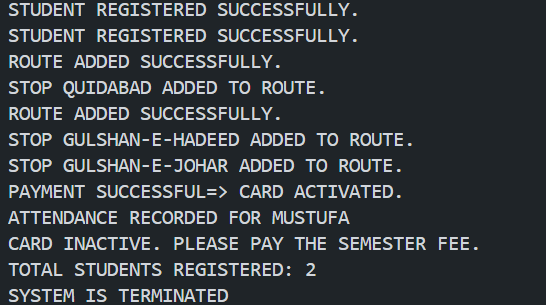 STUDENT REGISTERED SUCCESSFULLY.
STUDENT REGISTERED SUCCESSFULLY.
ROUTE ADDED SUCCESSFULLY.
STOP QUIDABAD ADDED TO ROUTE.
ROUTE ADDED SUCCESSFULLY.
STOP GULSHAN-E-HADEED ADDED TO ROUTE.
STOP GULSHAN-E-JOHAR ADDED TO ROUTE.
PAYMENT SUCCESSFUL=> CARD ACTIVATED.
ATTENDANCE RECORDED FOR MUSTUFA
CARD INACTIVE. PLEASE PAY THE SEMESTER FEE.
TOTAL STUDENTS REGISTERED: 2
SYSTEM IS TERMINATED